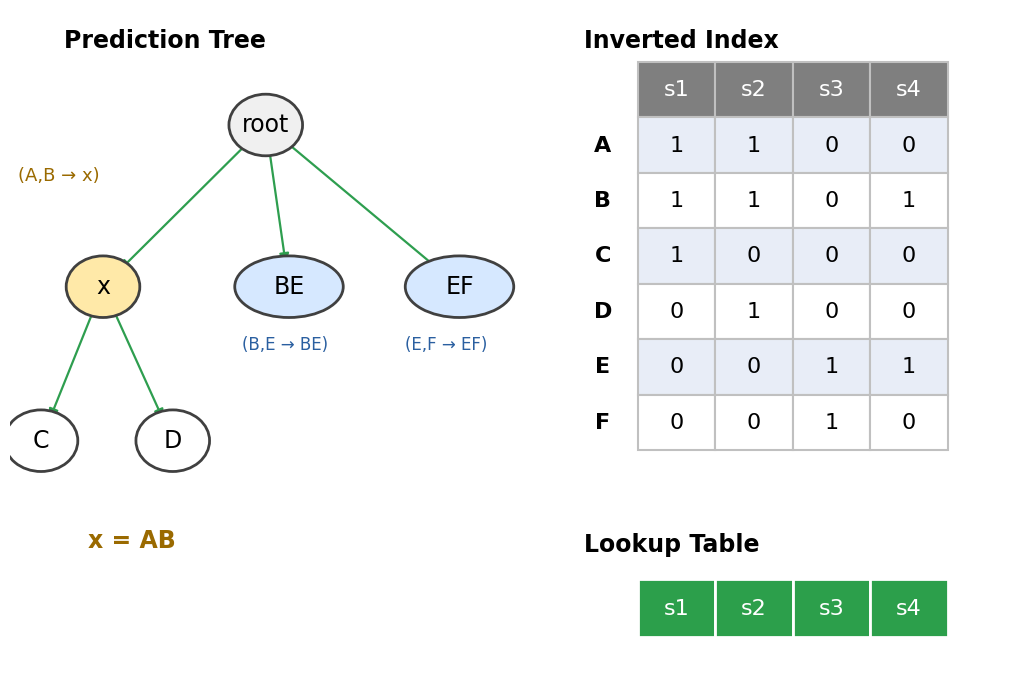 Prediction Tree
root
(A,B → x)
x
BE
EF
(B,E → BE)
(E,F → EF)
C
D
x = AB
Inverted Index
s1 s2 s3 s4
A 1 1 0 0
B 1 1 0 1
C 1 0 0 0
D 0 1 0 0
E 0 0 1 1
F 0 0 1 0
Lookup Table
s1 s2 s3 s4